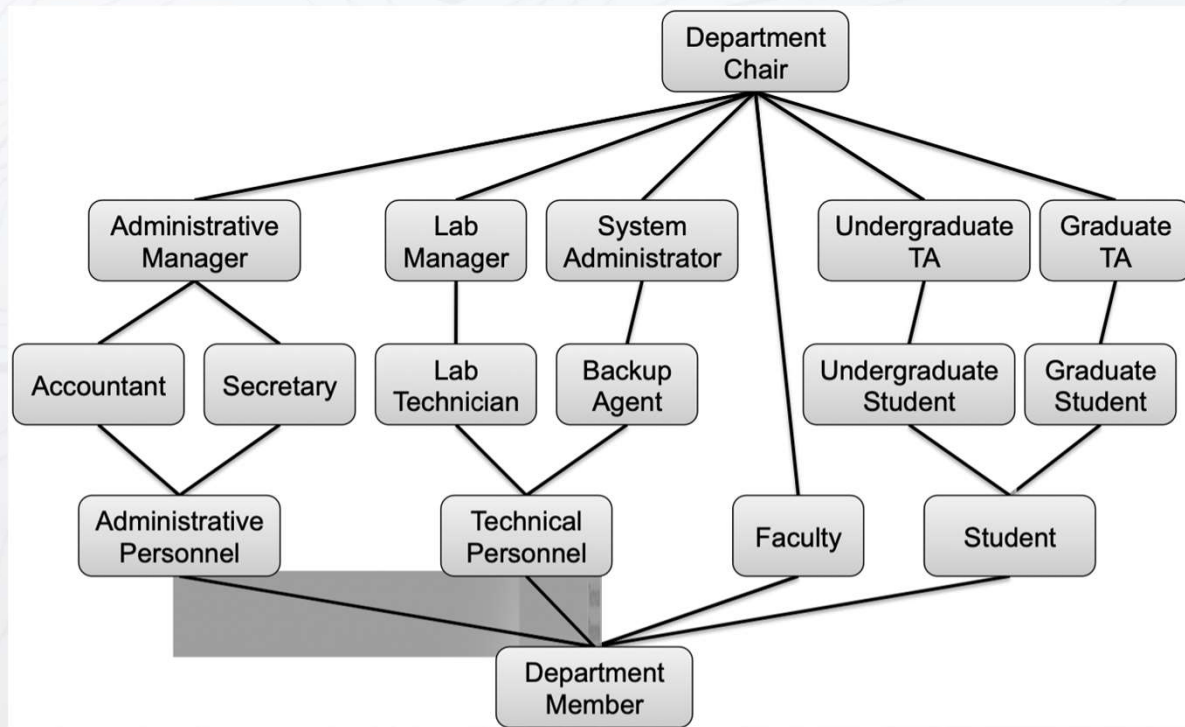 Department
Chair
Administrative
Manager
Lab
Manager
System
Administrator
Undergraduate
TA
Graduate
TA
Accountant
Secretary
Lab
Technician
Backup
Agent
Undergraduate
Student
Graduate
Student
Administrative
Personnel
Technical
Personnel
Faculty
Student
Department
Member